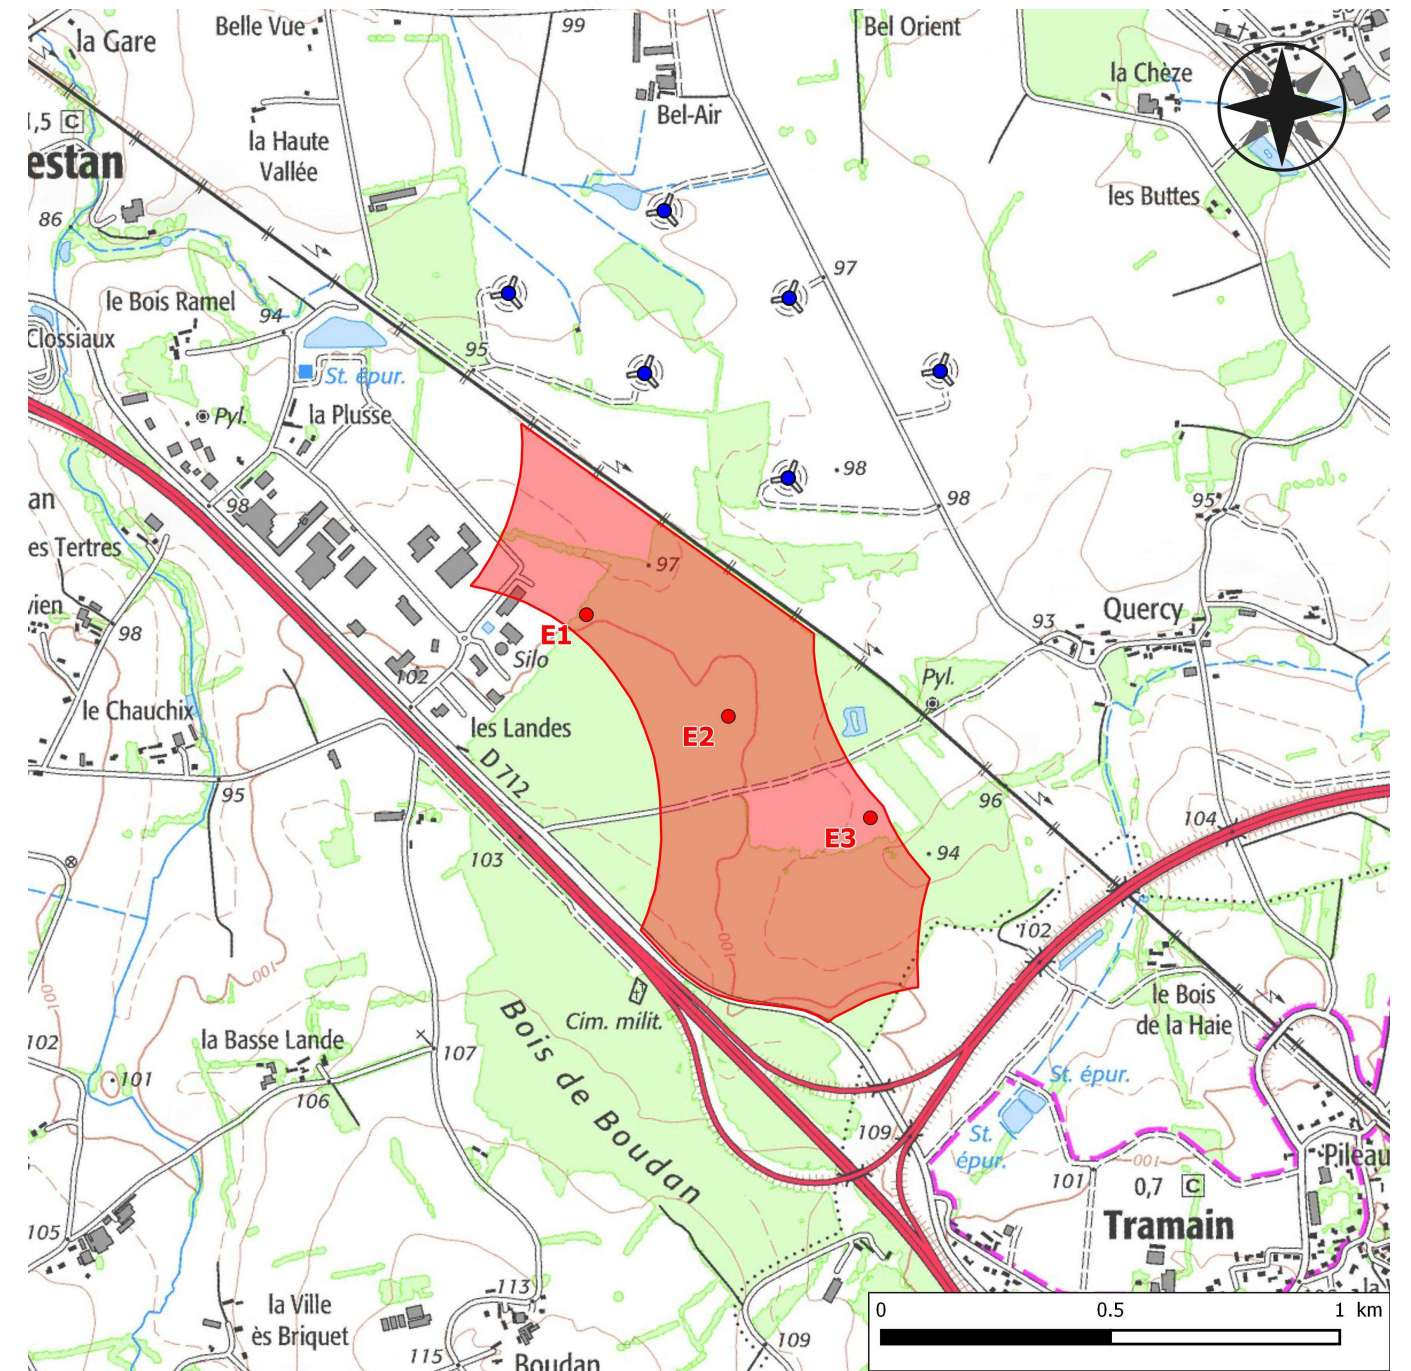 la Gare
Belle Vue
99
Bel Orient
la Chèze
Bel-Air
1,5 C
estan
la Haute
Vallée
les Buttes
86
97
le Bois Ramel
94
Clossiaux
95
St. épur.
la Plusse
Pyl.
98
98
98
95
an
es Tertres
97
vien
98
E1
Silo
93
Quercy
102
Pyl.
le Chauchix
les Landes
E2
D 712
95
96
104
E3
103
94
102
100
100
100
Bois de Boudan
Cim. milit.
le Bois
de la Haie
102
la Basse Lande
107
101
106
St. épur.
109
St.
épur.
100
101
0,7 C
Pileau
Tramain
105
113
la Ville
ès Briquet
109
115
Boudan
la V
0 0.5 1 km